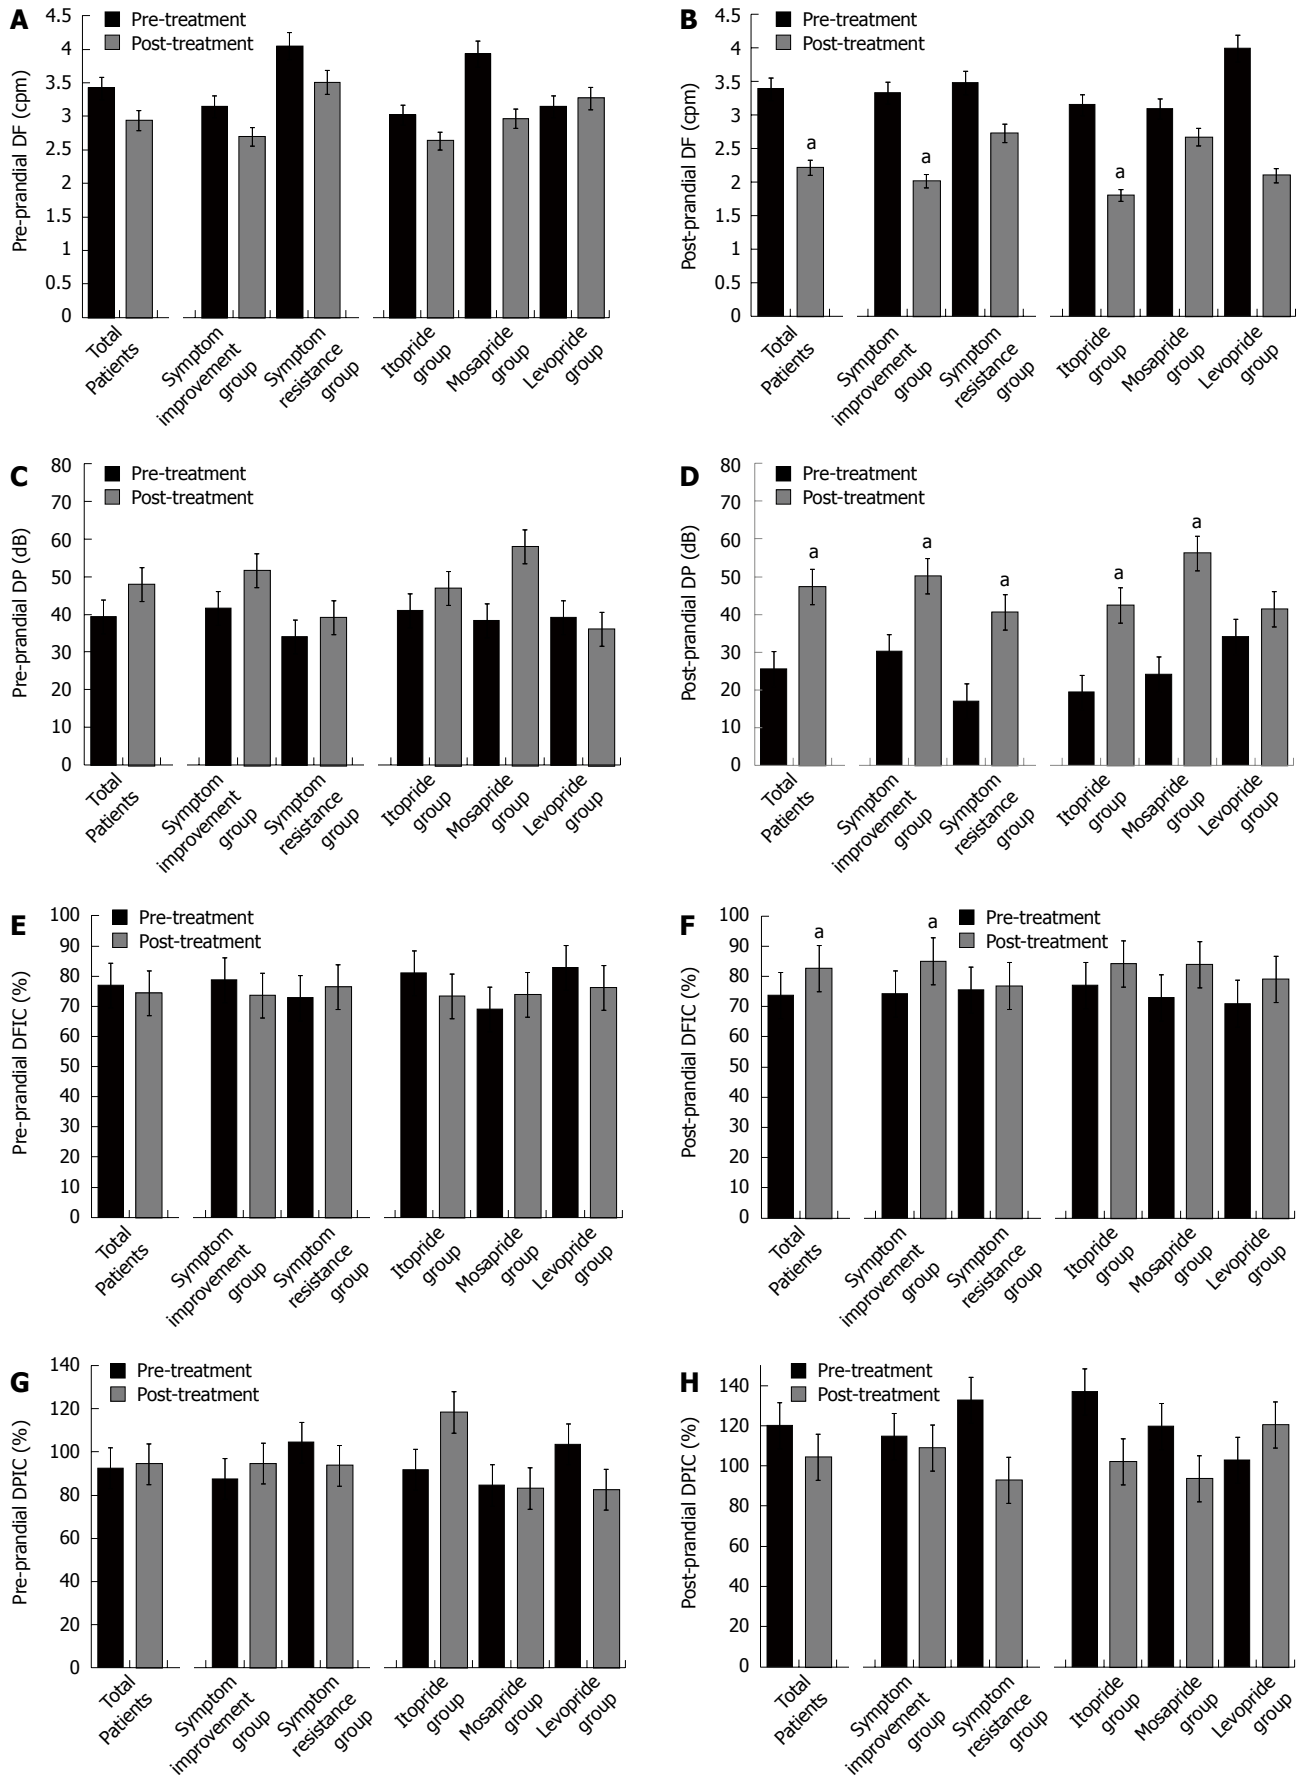 A
Pre-prandial DF (cpm)
4.5
4
3.5
3
2.5
2
1.5
1
0.5
0
Pre-treatment
Post-treatment
Total
Patients
Symptom
improvement
group
Symptom
resistance
group
Itopride
group
Mosapride
group
Levopride
group
B
Post-prandial DF (cpm)
4.5
4
3.5
3
2.5
2
1.5
1
0.5
0
Pre-treatment
Post-treatment
a
a
a
Total
Patients
Symptom
improvement
group
Symptom
resistance
group
Itopride
group
Mosapride
group
Levopride
group
C
Pre-prandial DP (dB)
80
70
60
50
40
30
20
10
0
Pre-treatment
Post-treatment
Total
Patients
Symptom
improvement
group
Symptom
resistance
group
Itopride
group
Mosapride
group
Levopride
group
D
Post-prandial DP (dB)
80
70
60
50
40
30
20
10
0
Pre-treatment
Post-treatment
a
a
a
a
a
Total
Patients
Symptom
improvement
group
Symptom
resistance
group
Itopride
group
Mosapride
group
Levopride
group
E
Pre-prandial DFIC (%)
100
90
80
70
60
50
40
30
20
10
0
Pre-treatment
Post-treatment
Total
Patients
Symptom
improvement
group
Symptom
resistance
group
Itopride
group
Mosapride
group
Levopride
group
F
Post-prandial DFIC (%)
100
90
80
70
60
50
40
30
20
10
0
Pre-treatment
Post-treatment
a
a
Total
Patients
Symptom
improvement
group
Symptom
resistance
group
Itopride
group
Mosapride
group
Levopride
group
G
Pre-prandial DPIC (%)
140
120
100
80
60
40
20
0
Pre-treatment
Post-treatment
Total
Patients
Symptom
improvement
group
Symptom
resistance
group
Itopride
group
Mosapride
group
Levopride
group
H
Post-prandial DPIC (%)
140
120
100
80
60
40
20
0
Pre-treatment
Post-treatment
Total
Patients
Symptom
improvement
group
Symptom
resistance
group
Itopride
group
Mosapride
group
Levopride
group